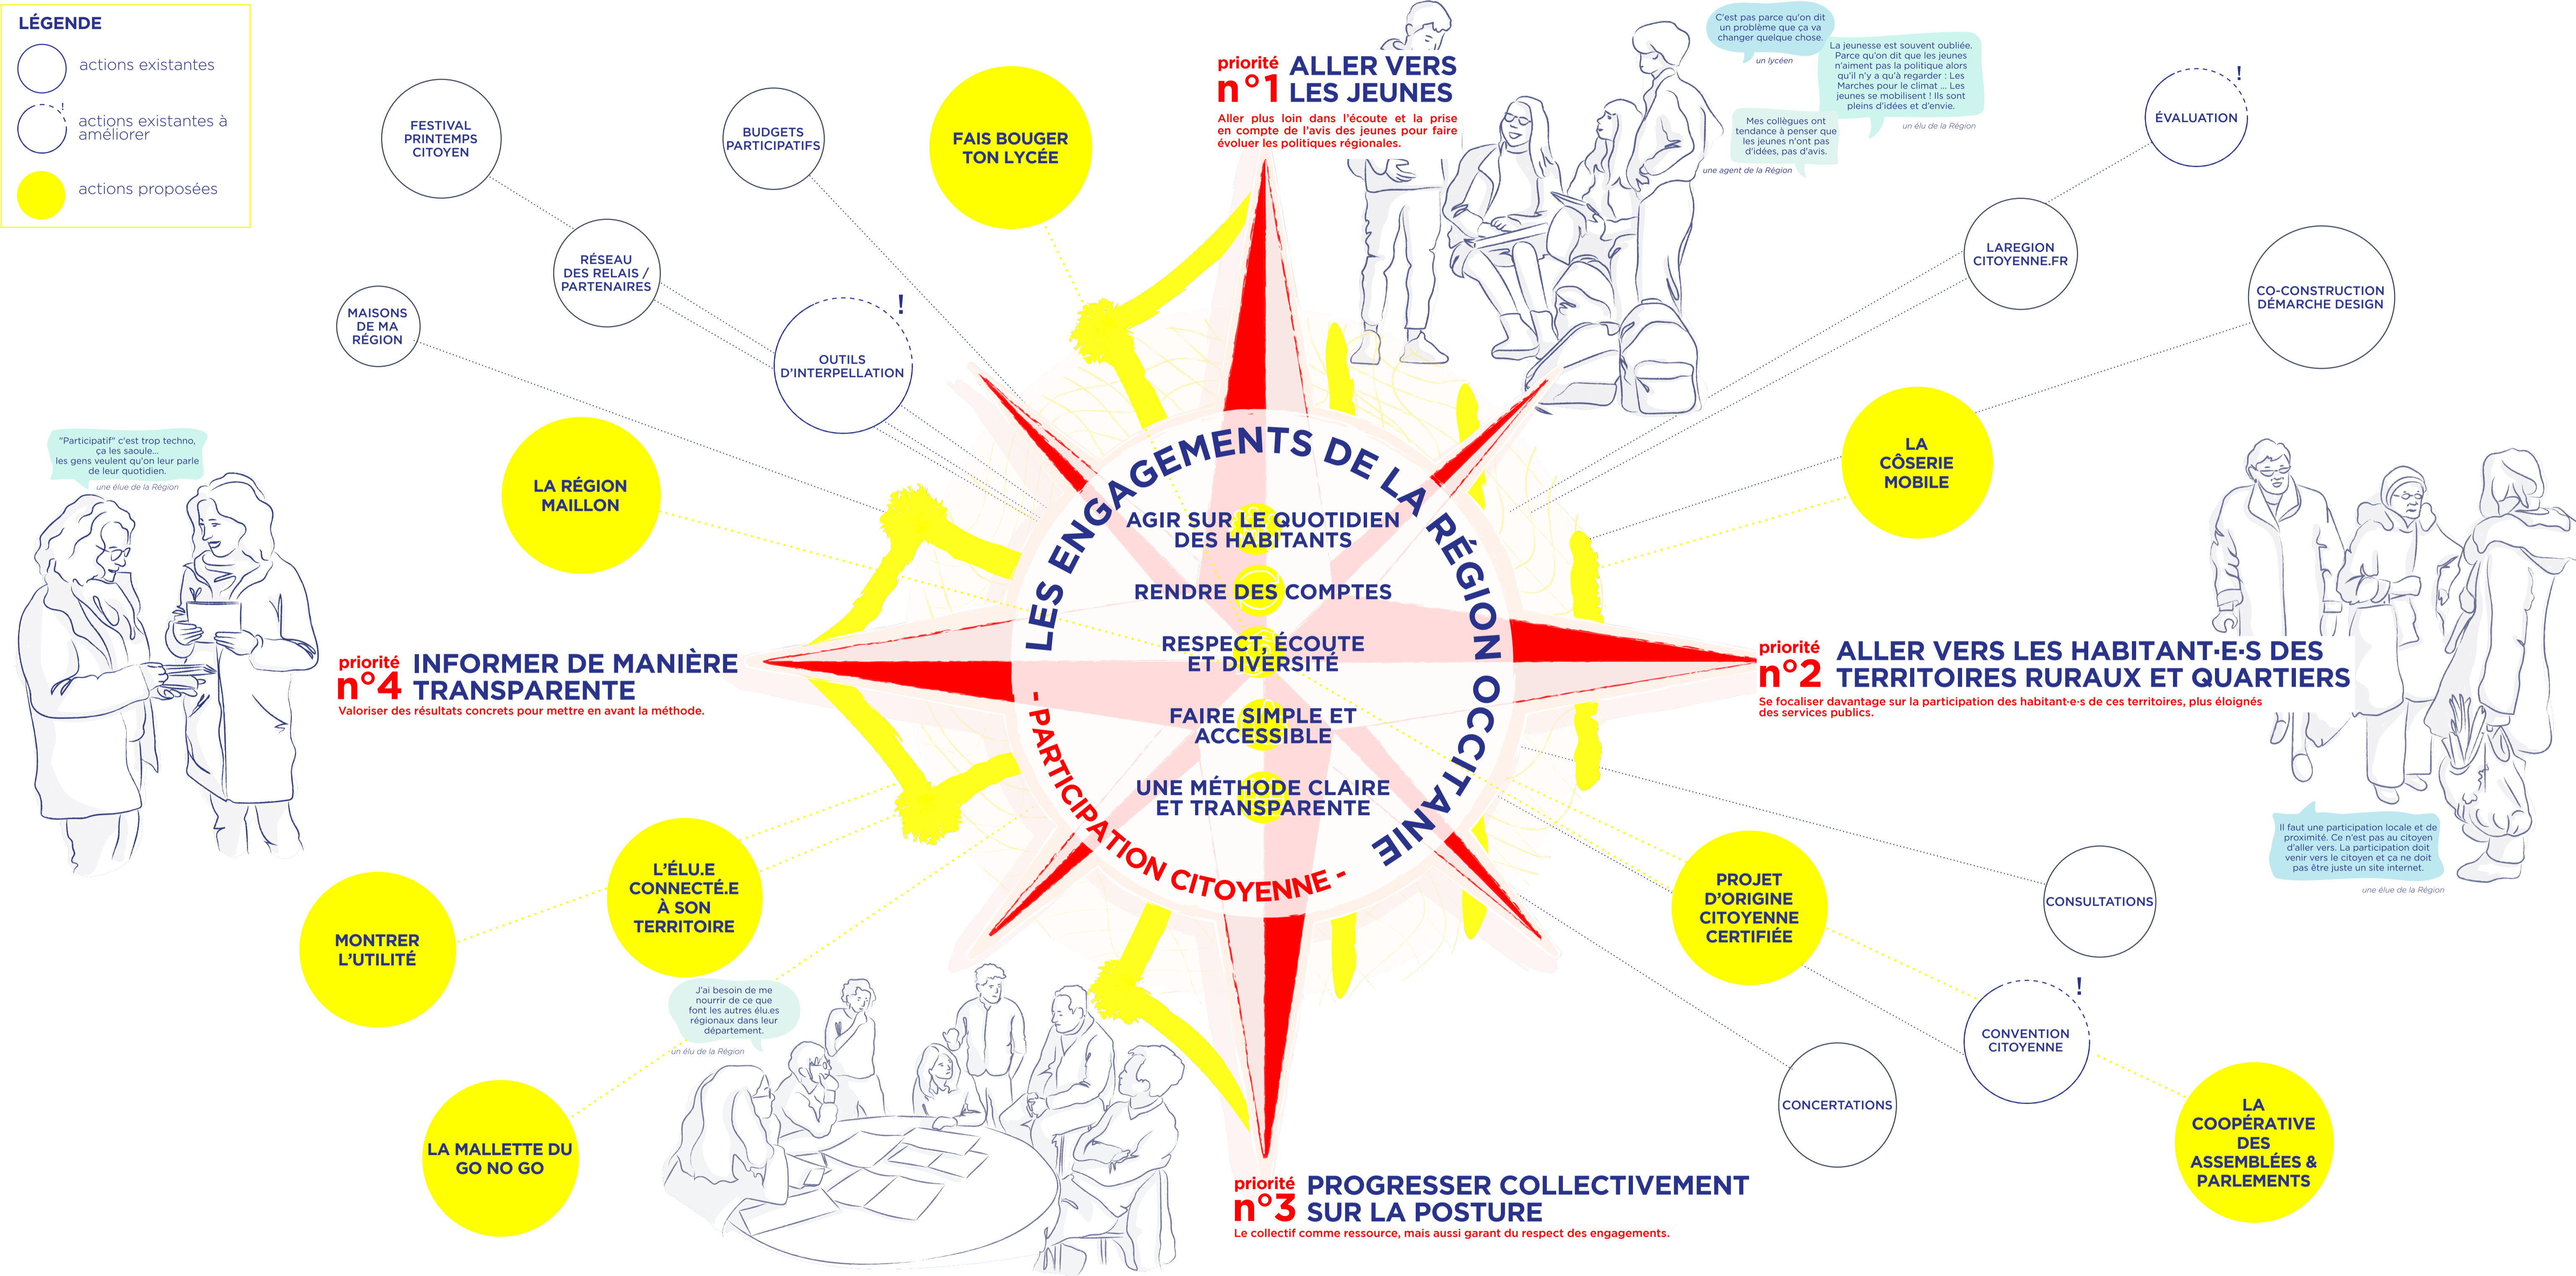 LÉGENDE
actions existantes
actions existantes à
améliorer
!
actions proposées
FESTIVAL
PRINTEMPS
CITOYEN
BUDGETS
PARTICIPATIFS
FAIS BOUGER
TON LYCÉE
RÉSEAU
DES RELAIS /
PARTENAIRES
MAISONS
DE MA
RÉGION
!
OUTILS
D'INTERPELLATION
LA RÉGION
MAILLON
priorité
n°1
ALLER VERS
LES JEUNES
Aller plus loin dans l'écoute et la prise
en compte de l'avis des jeunes pour faire
évoluer les politiques régionales.
C'est pas parce qu'on dit
un problème que ça va
changer quelque chose.
un lycéen
La jeunesse est souvent oubliée.
Parce qu'on dit que les jeunes
n'aiment pas la politique alors
qu'il n'y a qu'à regarder : Les
Marches pour le climat ... Les
jeunes se mobilisent ! Ils sont
pleins d'idées et d'envie.
un élu de la Région
Mes collègues ont
tendance à penser que
les jeunes n'ont pas
d'idées, pas d'avis.
une agent de la Région
!
ÉVALUATION
LAREGION
CITOYENNE.FR
CO-CONSTRUCTION
DÉMARCHE DESIGN
LA
CÔSERIE
MOBILE
"Participatif" c'est trop techno,
ça les saoule...
les gens veulent qu'on leur parle
de leur quotidien.
une élue de la Région
LES ENGAGEMENTS DE LA RÉGION OCCITANIE
- PARTICIPATION CITOYENNE -
AGIR SUR LE QUOTIDIEN
DES HABITANTS
RENDRE DES COMPTES
RESPECT, ÉCOUTE
ET DIVERSITÉ
FAIRE SIMPLE ET
ACCESSIBLE
UNE MÉTHODE CLAIRE
ET TRANSPARENTE
priorité
n°4
INFORMER DE MANIÈRE
TRANSPARENTE
Valoriser des résultats concrets pour mettre en avant la méthode.
priorité
n°2
ALLER VERS LES HABITANT·E·S DES
TERRITOIRES RURAUX ET QUARTIERS
Se focaliser davantage sur la participation des habitant·e·s de ces territoires, plus éloignés
des services publics.
Il faut une participation locale et de
proximité. Ce n'est pas au citoyen
d'aller vers. La participation doit
venir vers le citoyen et ça ne doit
pas être juste un site internet.
une élue de la Région
L'ÉLU.E
CONNECTÉ.E
À SON
TERRITOIRE
MONTRER
L'UTILITÉ
J'ai besoin de me
nourrir de ce que
font les autres élu.es
régionaux dans leur
département.
un élu de la Région
LA MALLETTE DU
GO NO GO
PROJET
D'ORIGINE
CITOYENNE
CERTIFIÉE
CONSULTATIONS
!
CONVENTION
CITOYENNE
CONCERTATIONS
LA
COOPÉRATIVE
DES
ASSEMBLÉES &
PARLEMENTS
priorité
n°3
PROGRESSER COLLECTIVEMENT
SUR LA POSTURE
Le collectif comme ressource, mais aussi garant du respect des engagements.